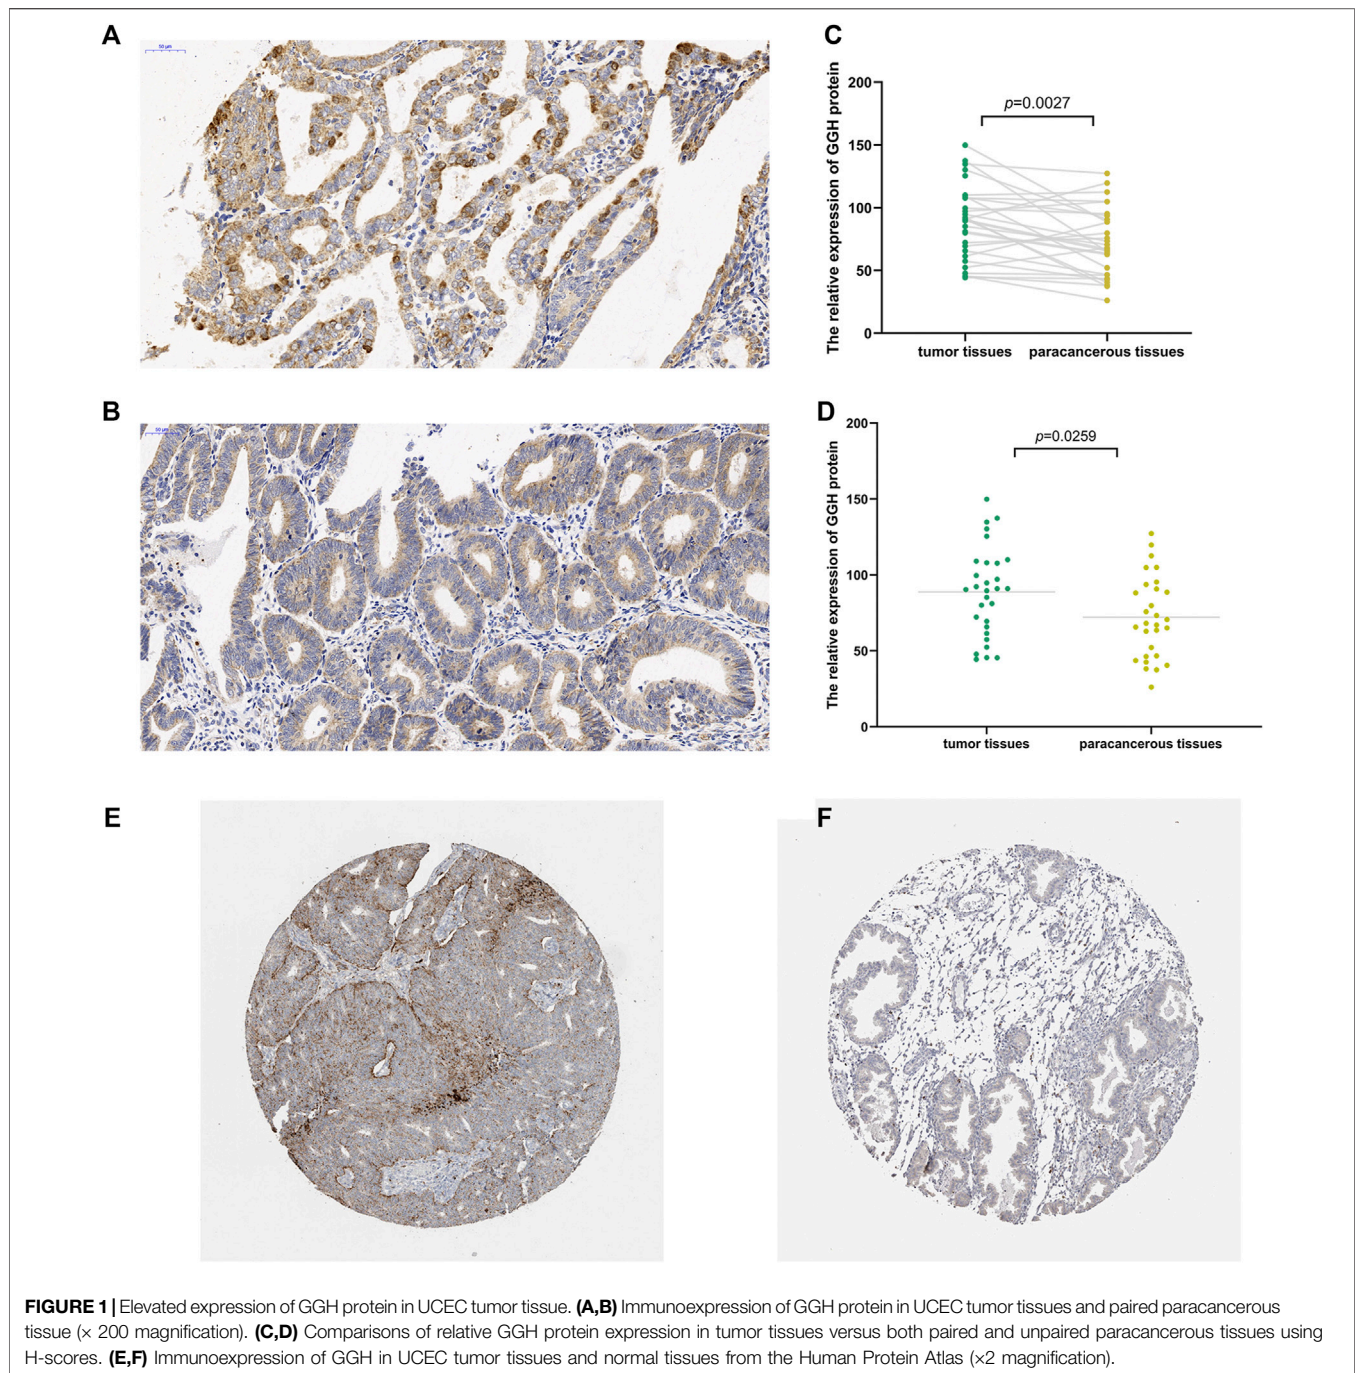 A
50 μm
B
50 μm
C
The relative expression of GGH protein
200
150
100
50
0
p=0.0027
tumor tissues
paracancerous tissues
D
The relative expression of GGH protein
200
150
100
50
0
p=0.0259
tumor tissues
paracancerous tissues
E
F
FIGURE 1 | Elevated expression of GGH protein in UCEC tumor tissue. (A,B) Immunoexpression of GGH protein in UCEC tumor tissues and paired paracancerous
tissue (× 200 magnification). (C,D) Comparisons of relative GGH protein expression in tumor tissues versus both paired and unpaired paracancerous tissues using
H-scores. (E,F) Immunoexpression of GGH in UCEC tumor tissues and normal tissues from the Human Protein Atlas (×2 magnification).